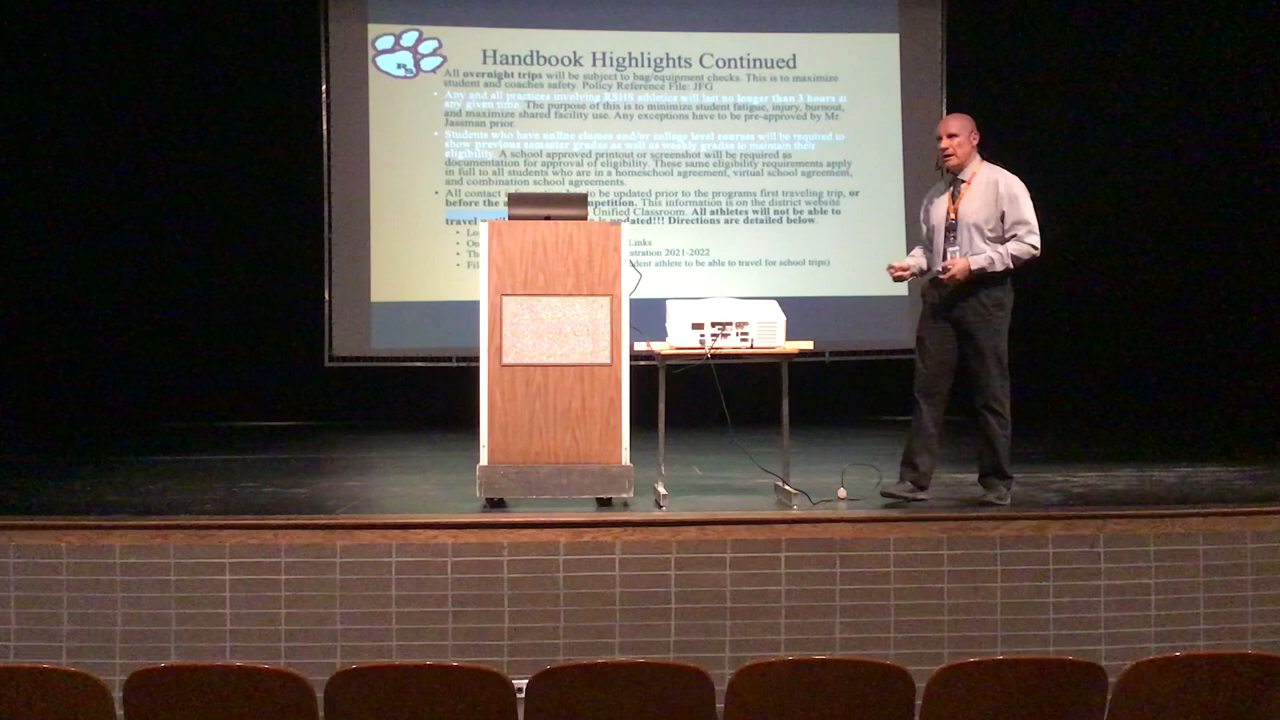 Handbook Highlights Continued
RS
All overnight trips will be subject to bag/equipment checks. This is to maximize
student and coaches safety. Policy Reference File: JFG
• Any and all practices involving RSHS athletics will last no longer than 3 hours at
any given time. The purpose of this is to minimize student fatigue, injury, burnout,
and maximize shared facility use. Any exceptions have to be pre-approved by Mr.
Jassman prior.
• Students who have online classes and/or college level courses will be required to
show previous semester grades as well as weekly grades to maintain their
eligibility. A school approved printout or screenshot will be required as
documentation for approval of eligibility. These same eligibility requirements apply
in full to all students who are in a homeschool agreement, virtual school agreement,
and combination school agreements.
• All contact to be updated prior to the programs first traveling trip, or
before the This information is on the district website
Unified Classroom. All athletes will not be able to
travel is updated!!! Directions are detailed below.
• Links
•
• 2021-2022
• athlete to be able to travel for school trips)